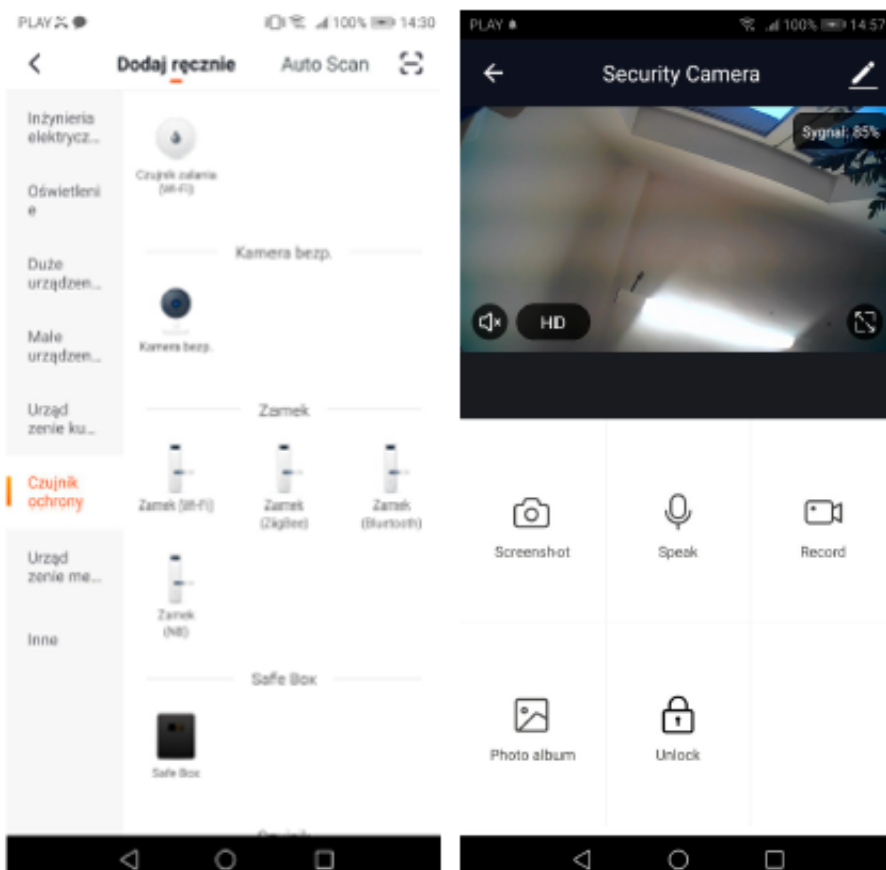 PLAY
100%
14:30
Dodaj ręcznie
Auto Scan
Inżynieria
elektrycz...
Oświetleni
e
Duże
urządzen...
Małe
urządzen...
Urząd
zenie ku...
Czujnik
ochrony
Urząd
zenie me...
Inne
Czujnik zalania
(Wi-Fi)
Kamera bezp.
Kamera bezp.
Zamek
Zamek (Wi-Fi)
Zamek
(ZigBee)
Zamek
(Bluetooth)
Zamek
(NB)
Safe Box
Safe Box
PLAY
100%
14:57
Security Camera
Sygnał: 85%
HD
Screenshot
Speak
Record
Photo album
Unlock